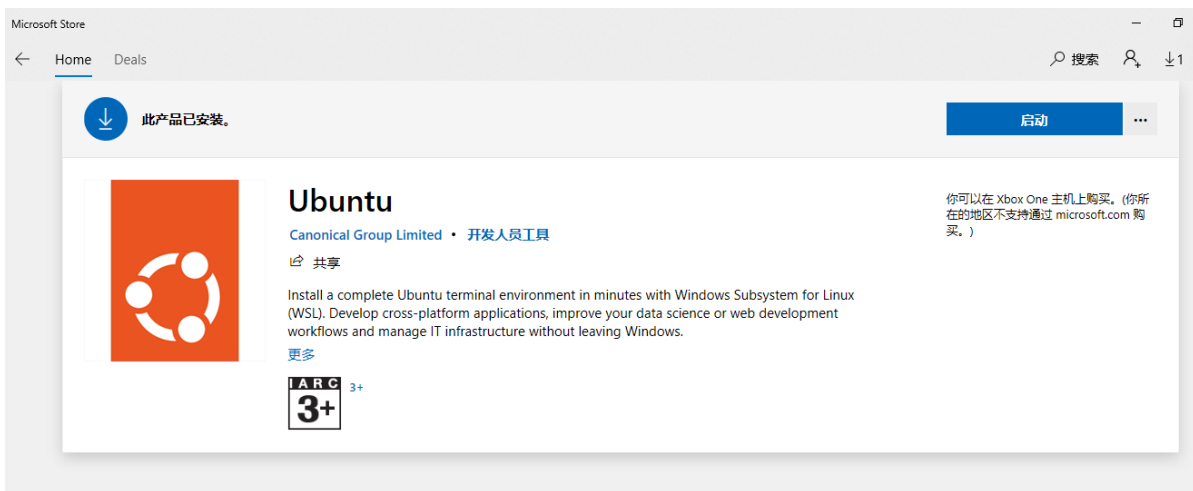 Microsoft Store
Home Deals 搜索 1
此产品已安装。 启动 ···
Ubuntu
Canonical Group Limited • 开发人员工具
共享
Install a complete Ubuntu terminal environment in minutes with Windows Subsystem for Linux
(WSL). Develop cross-platform applications, improve your data science or web development
workflows and manage IT infrastructure without leaving Windows.
更多
IARC
3+
3+
你可以在 Xbox One 主机上购买。(你所
在的地区不支持通过 microsoft.com 购
买。)